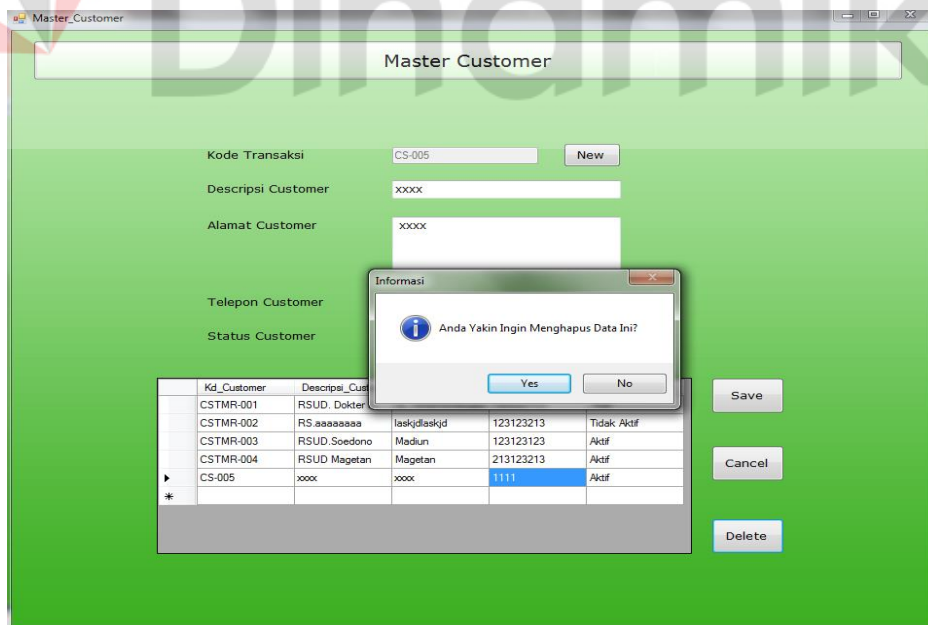 Master_Customer
Dinamik
Master Customer
Kode Transaksi CS-005 New
Descripsi Customer xxxx
Alamat Customer xxxx
Informasi
Telepon Customer
Anda Yakin Ingin Menghapus Data Ini?
Status Customer
Yes No
Kd_Customer Descripsi_Cust
Save
CSTMR-001 RSUD. Dokter
CSTMR-002 RS.aaaaaaaa laskjdlaskjd 123123213 Tidak Aktif
CSTMR-003 RSUD.Soedono Madiun 123123123 Aktif
CSTMR-004 RSUD Magetan Magetan 213123213 Aktif
Cancel
CS-005 xxxx xxxx 1111 Aktif
Delete